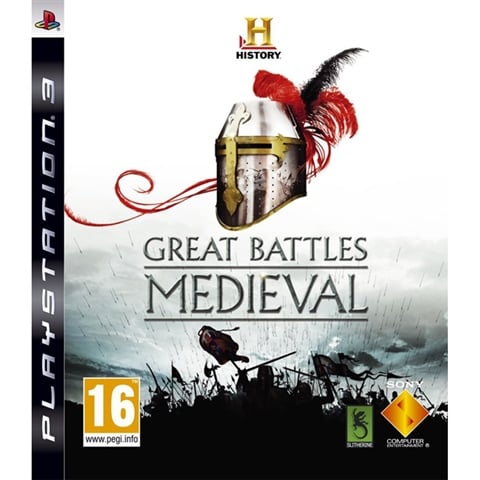 PLAYSTATION 3
H
HISTORY
GREAT BATTLES
MEDIEVAL
16
www.pegi.info
SLITHERINE
SONY
COMPUTER
ENTERTAINMENT